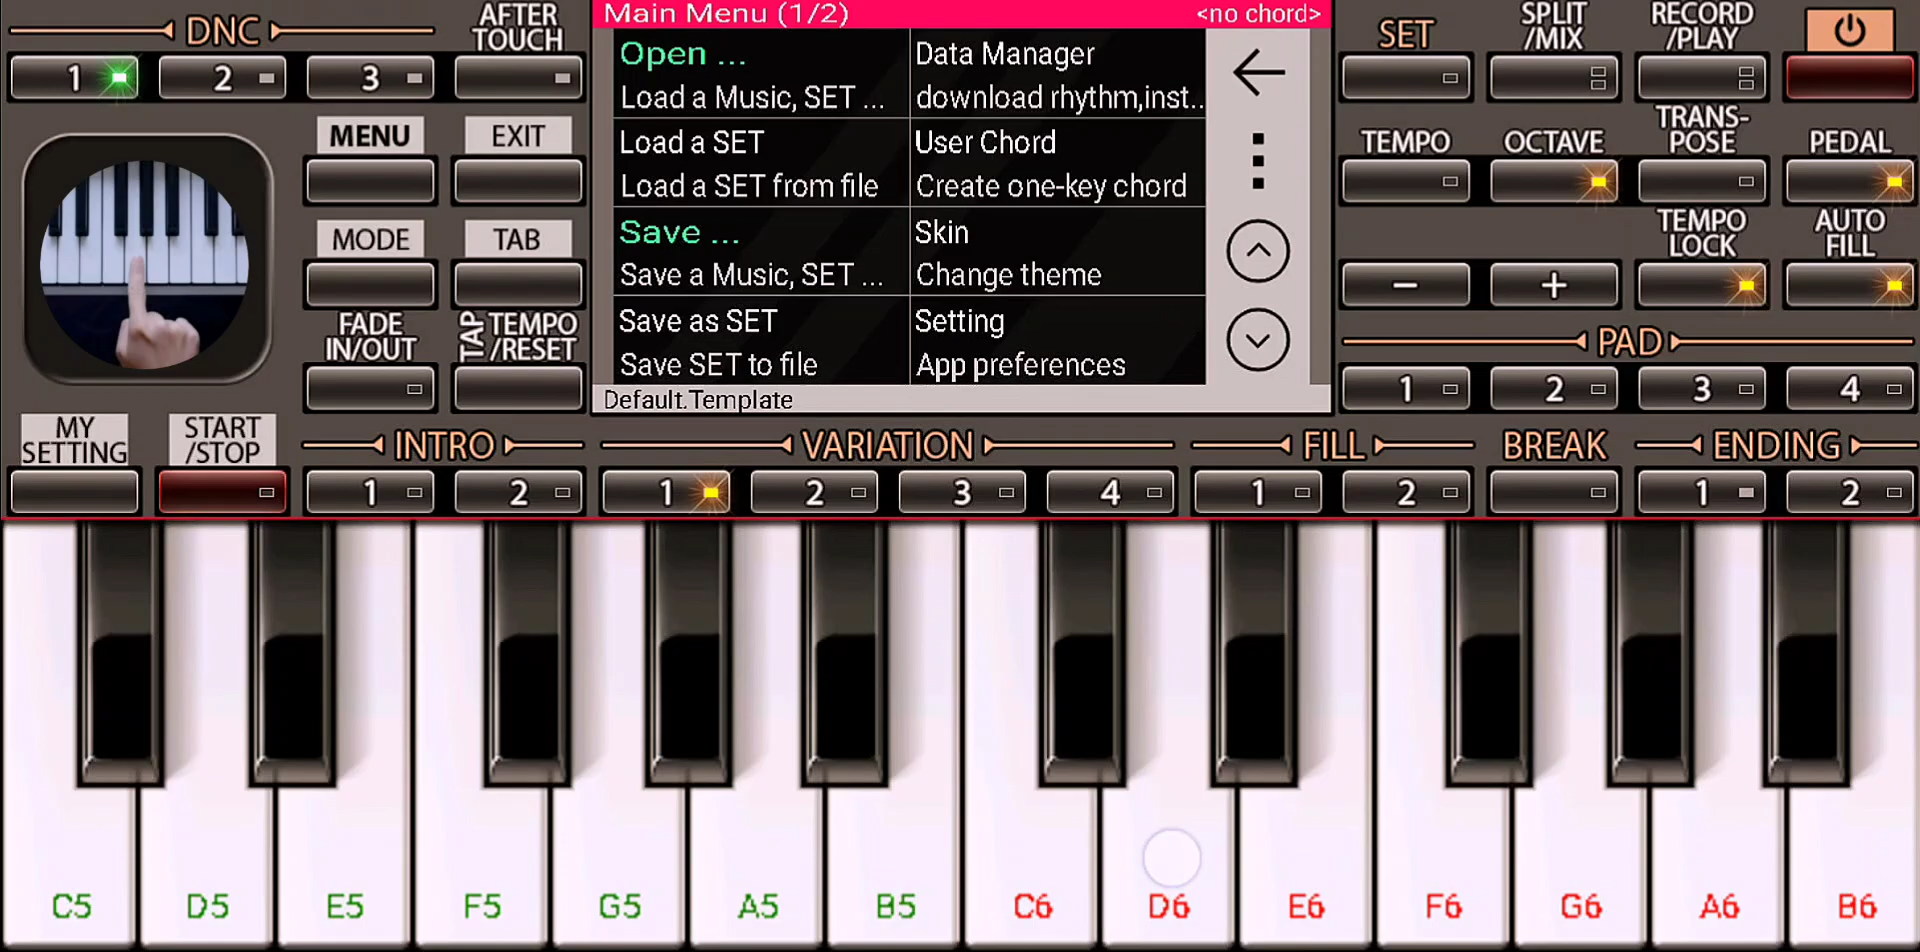 DNC
AFTER
TOUCH
1
2
3
MENU
EXIT
MODE
TAB
FADE
IN/OUT
TAP
TEMPO
/RESET
Main Menu (1/2)
<no chord>
Open ...
Load a Music, SET ...
Data Manager
download rhythm,inst..
Load a SET
Load a SET from file
User Chord
Create one-key chord
Save ...
Save a Music, SET ...
Skin
Change theme
Save as SET
Save SET to file
Setting
App preferences
Default.Template
SET
SPLIT
/MIX
RECORD
/PLAY
TEMPO
OCTAVE
TRANS-
POSE
PEDAL
TEMPO
LOCK
AUTO
FILL
−
+
PAD
1
2
3
4
MY
SETTING
START
/STOP
INTRO
1
2
VARIATION
1
2
3
4
FILL
1
2
BREAK
ENDING
1
2
C5
D5
E5
F5
G5
A5
B5
C6
D6
E6
F6
G6
A6
B6